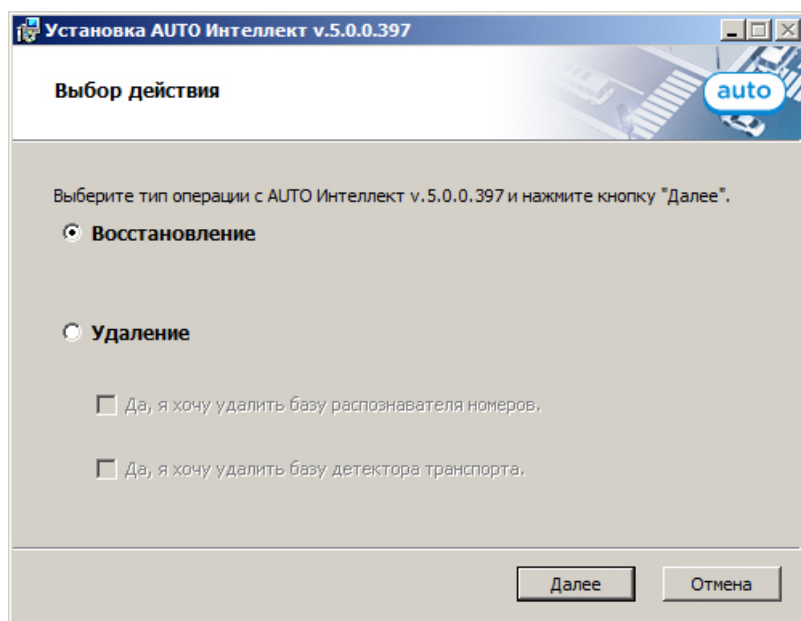 Установка AUTO Интеллект v.5.0.0.397
Выбор действия
auto
Выберите тип операции с AUTO Интеллект v.5.0.0.397 и нажмите кнопку "Далее".
Восстановление
Удаление
Да, я хочу удалить базу распознавателя номеров.
Да, я хочу удалить базу детектора транспорта.
Далее
Отмена